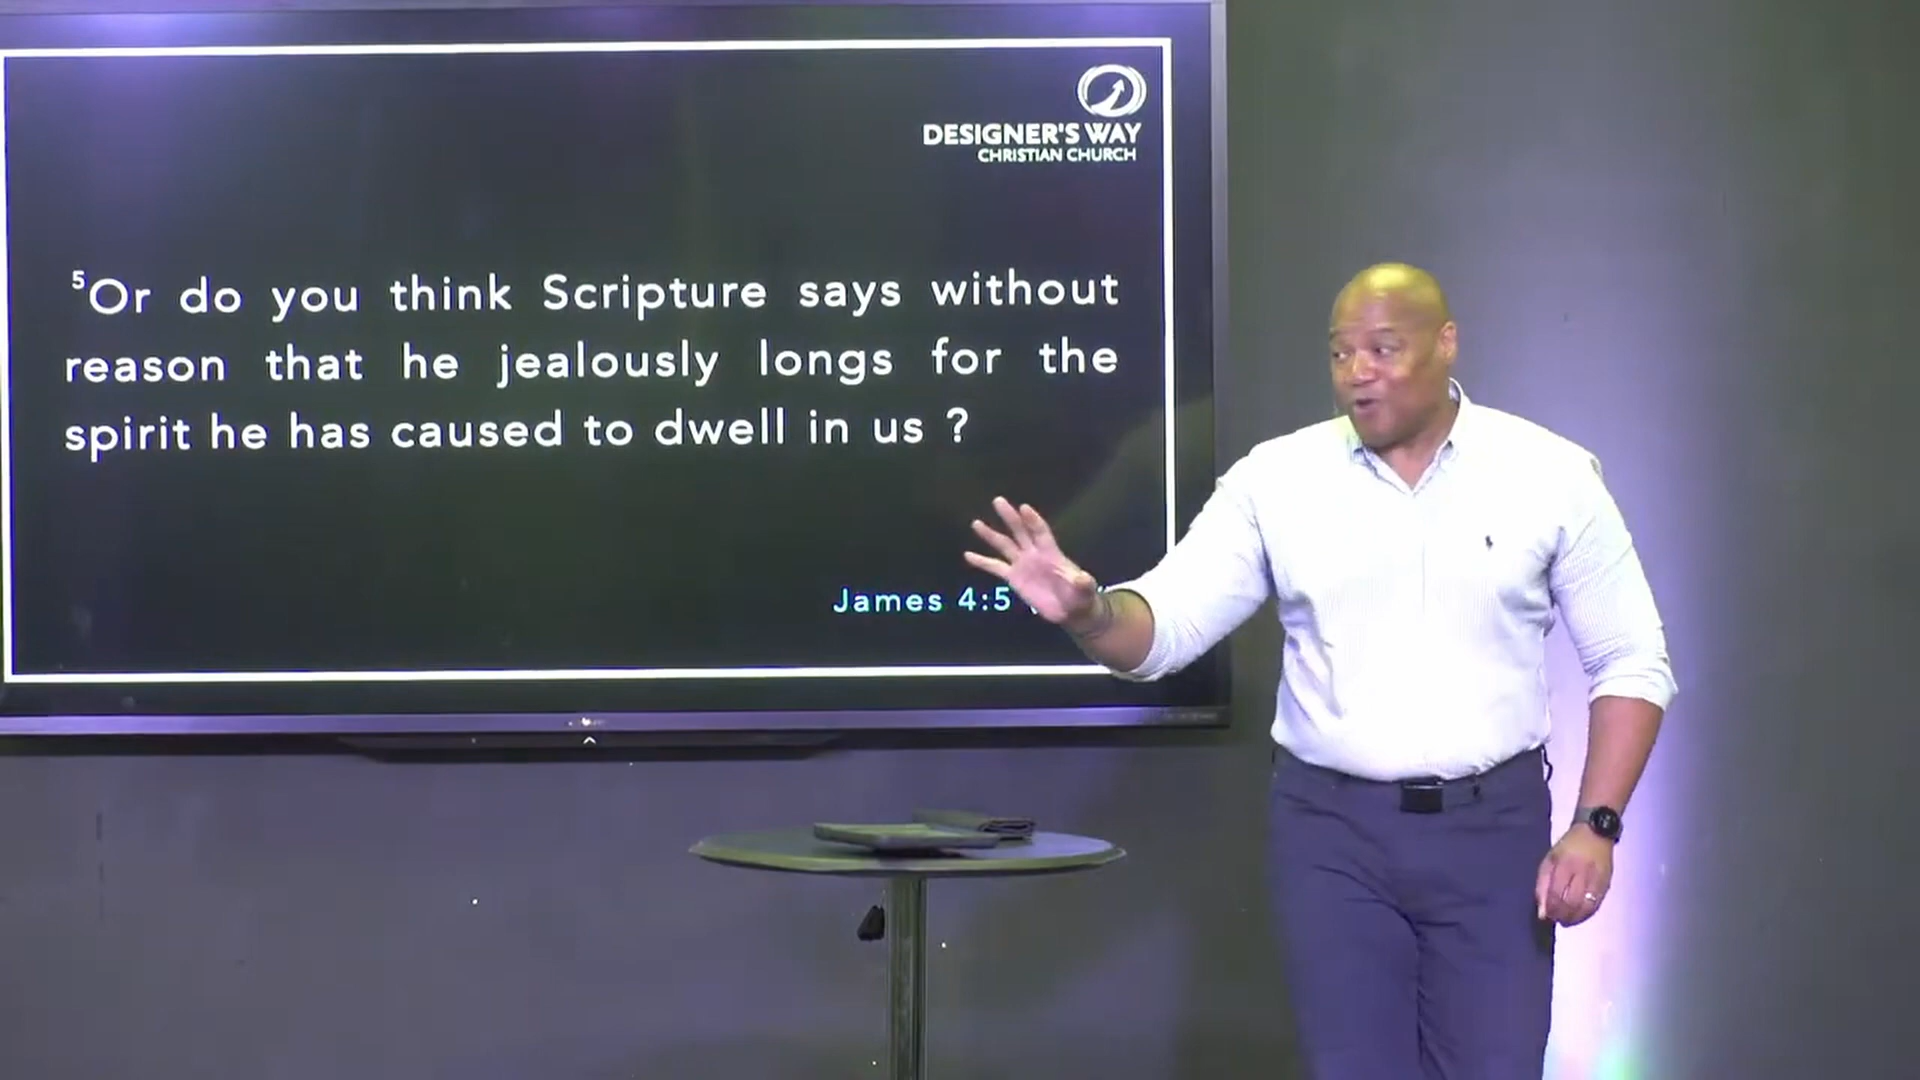 DESIGNER'S WAY
CHRISTIAN CHURCH
5Or do you think Scripture says without
reason that he jealously longs for the
spirit he has caused to dwell in us ?
James 4:5